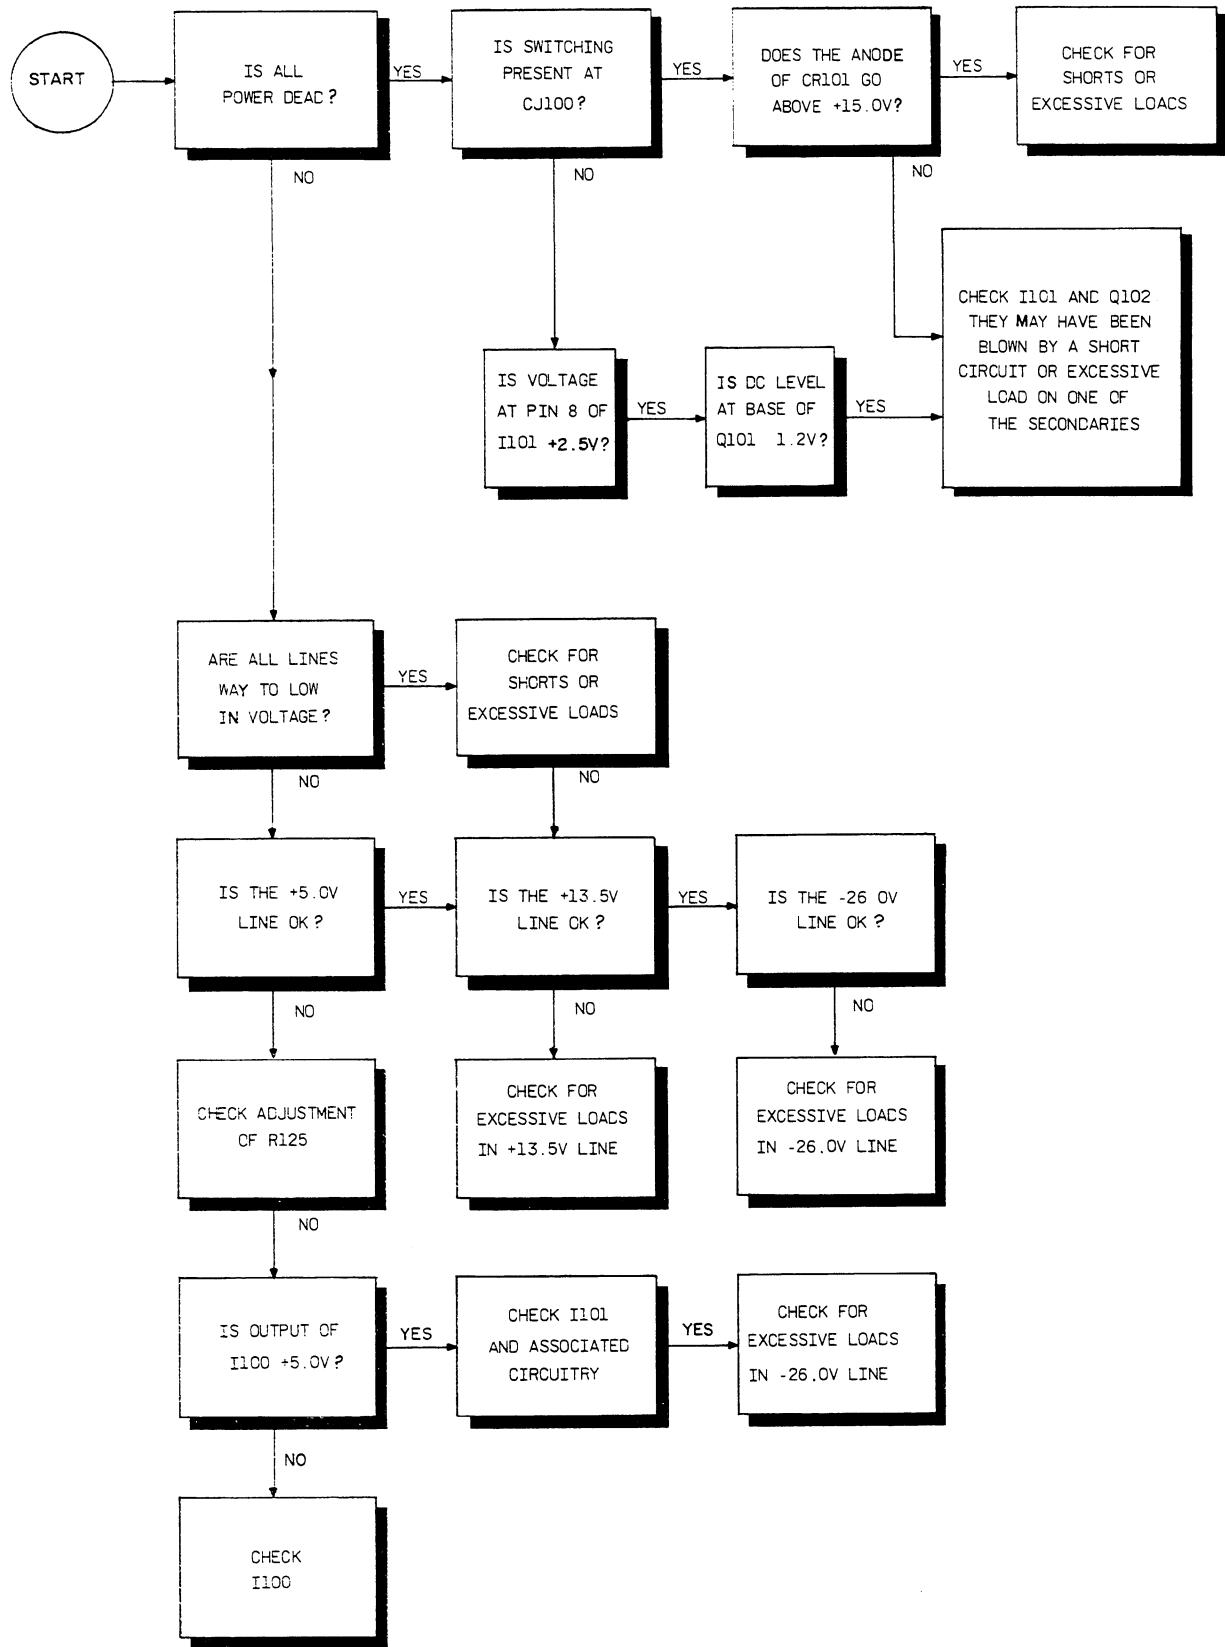 START
IS ALL
POWER DEAD?
YES
IS SWITCHING
PRESENT AT
CJ100?
YES
DOES THE ANODE
OF CR101 GO
ABOVE +15.0V?
YES
CHECK FOR
SHORTS OR
EXCESSIVE LOADS
NO
NO
NO
IS VOLTAGE
AT PIN 8 OF
I101 +2.5V?
YES
IS DC LEVEL
AT BASE OF
Q101 1.2V?
YES
CHECK I101 AND Q102
THEY MAY HAVE BEEN
BLOWN BY A SHORT
CIRCUIT OR EXCESSIVE
LOAD ON ONE OF
THE SECONDARIES
ARE ALL LINES
WAY TO LOW
IN VOLTAGE?
YES
CHECK FOR
SHORTS OR
EXCESSIVE LOADS
NO
NO
IS THE +5.0V
LINE OK?
YES
IS THE +13.5V
LINE OK?
YES
IS THE -26 0V
LINE OK?
NO
NO
NO
CHECK ADJUSTMENT
OF R125
CHECK FOR
EXCESSIVE LOADS
IN +13.5V LINE
CHECK FOR
EXCESSIVE LOADS
IN -26.0V LINE
NO
IS OUTPUT OF
I100 +5.0V?
YES
CHECK I101
AND ASSOCIATED
CIRCUITRY
YES
CHECK FOR
EXCESSIVE LOADS
IN -26.0V LINE
NO
CHECK
I100